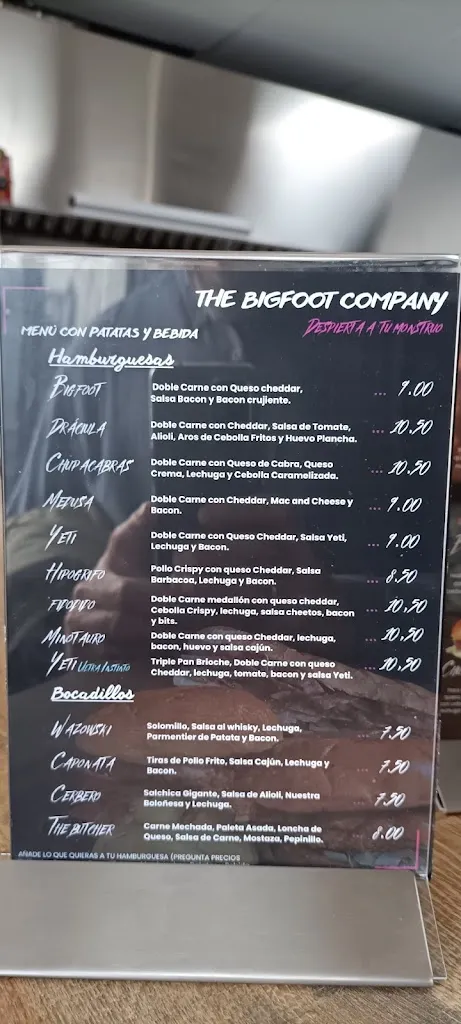 THE BIGFOOT COMPANY
DESPIERTA A TU MONSTRUO
MENÚ CON PATATAS Y BEBIDA
Hamburguesas
BIGFOOT Doble Carne con Queso cheddar, ... 9.00
Salsa Bacon y Bacon crujiente.
DRÁCULA Doble Carne con Cheddar, Salsa de Tomate, ... 10,50
Alioli, Aros de Cebolla Fritos y Huevo Plancha.
CHUPACABRAS Doble Carne con Queso de Cabra, Queso ... 10,50
Crema, Lechuga y Cebolla Caramelizada.
MEDUSA Doble Carne con Cheddar, Mac and Cheese y ... 9.00
Bacon.
YETI Doble Carne con Queso Cheddar, Salsa Yeti, ... 9.00
Lechuga y Bacon.
HIPOGRIFO Pollo Crispy con queso Cheddar, Salsa ... 8.50
Barbacoa, Lechuga y Bacon.
Doble Carne medallón con queso cheddar, ... 10,50
Cebolla Crispy, lechuga, salsa cheetos, bacon
y bits.
MINOTAURO Doble Carne con queso Cheddar, lechuga, ... 10,50
bacon, huevo y salsa cajún.
YETI Triple Pan Brioche, Doble Carne con queso ... 10,50
Cheddar, lechuga, tomate, bacon y salsa Yeti.
Bocadillos
WAZOWSKI Solomillo, Salsa al whisky, Lechuga, ... 7.50
Parmentier de Patata y Bacon.
CAPONATA Tiras de Pollo Frito, Salsa Cajún, Lechuga y ... 7.50
Bacon.
CERBERO Salchica Gigante, Salsa de Alioli, Nuestra ... 7.50
Boloñesa y Lechuga.
THE BUTCHER Carne Mechada, Paleta Asada, Loncha de ... 8.00
Queso, Salsa de Carne, Mostaza, Pepinillo.
AÑADE LO QUE QUIERAS A TU HAMBURGUESA (PREGUNTA PRECIOS